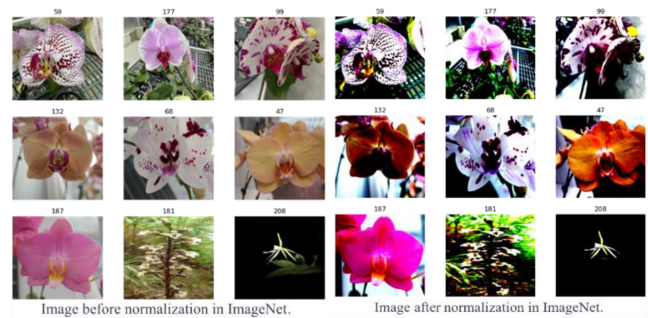 59 177 99 59 177 99
132 68 47 132 68 47
187 181 208 187 181 208
Image before normalization in ImageNet. Image after normalization in ImageNet.